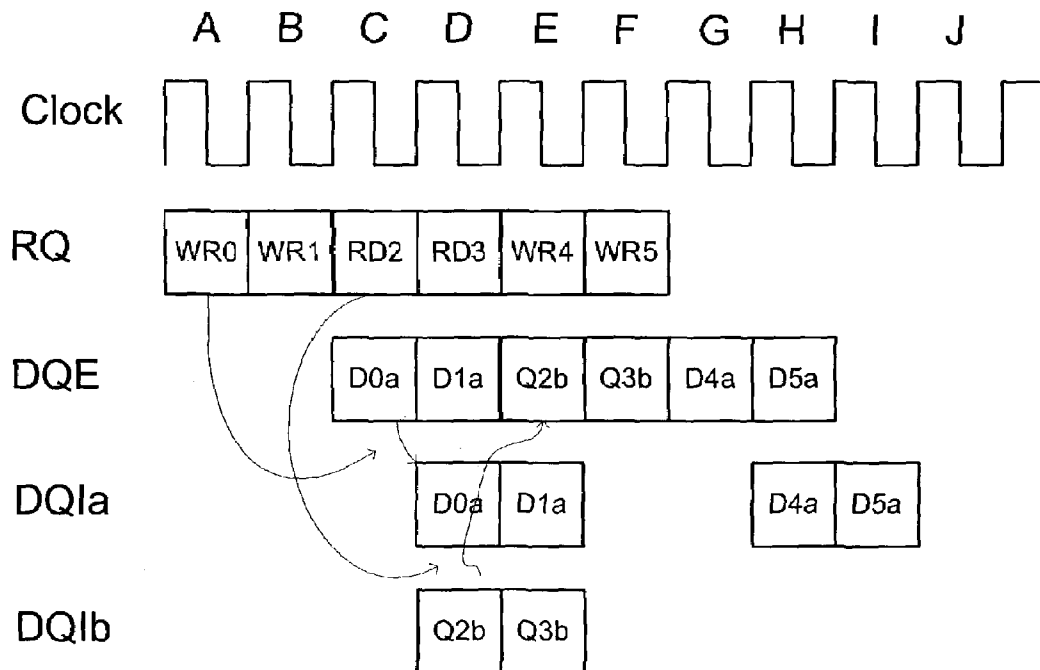 A B C D E F G H I J
Clock
RQ WR0 WR1 RD2 RD3 WR4 WR5
DQE D0a D1a Q2b Q3b D4a D5a
DQIa D0a D1a D4a D5a
DQIb Q2b Q3b